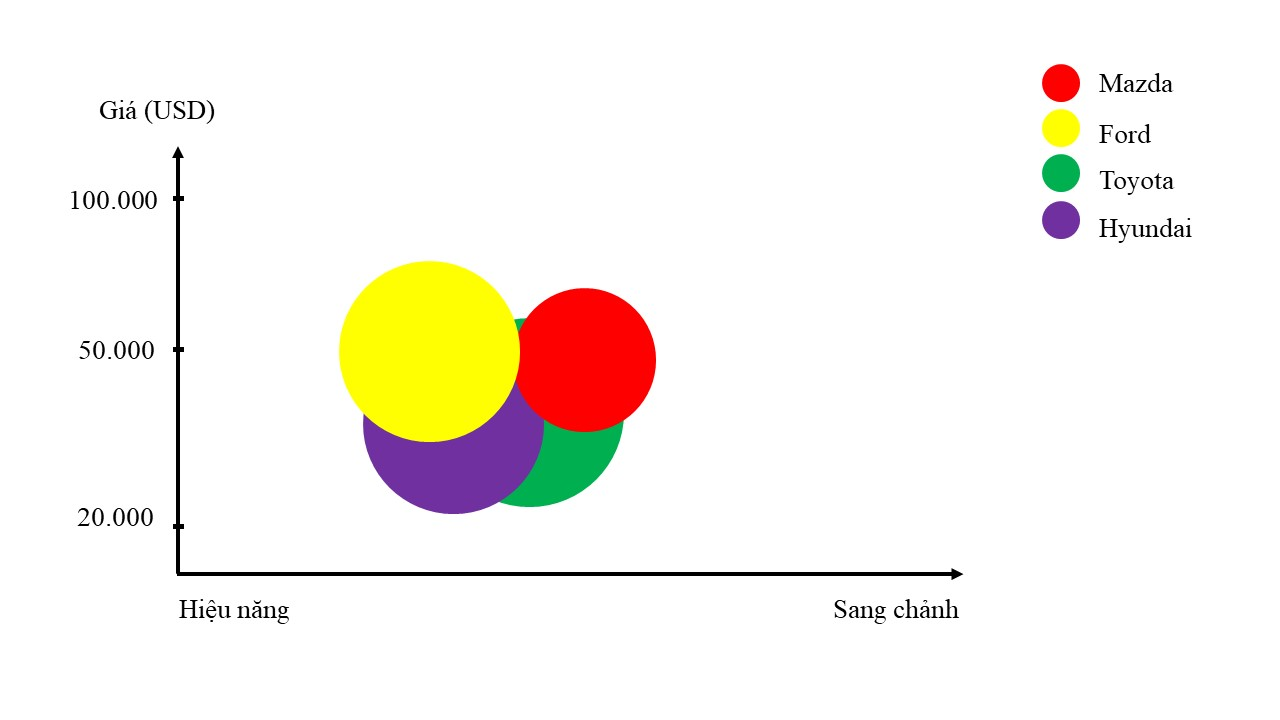 Giá (USD)
100.000
50.000
20.000
Hiệu năng
Sang chảnh
Mazda
Ford
Toyota
Hyundai